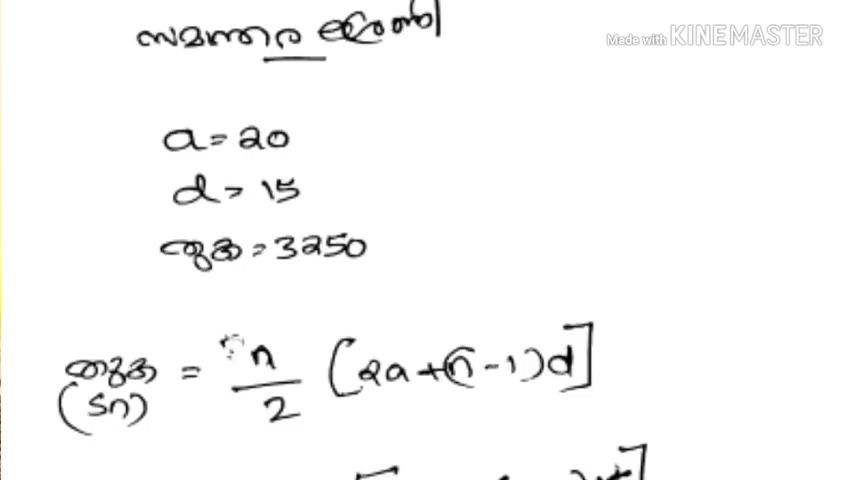 സമാന്തര ശ്രേണി
Made with KINEMASTER
a = 20
d = 15
തുക = 3250
തുക = n/2 [2a+(n-1)d]
(Sn)